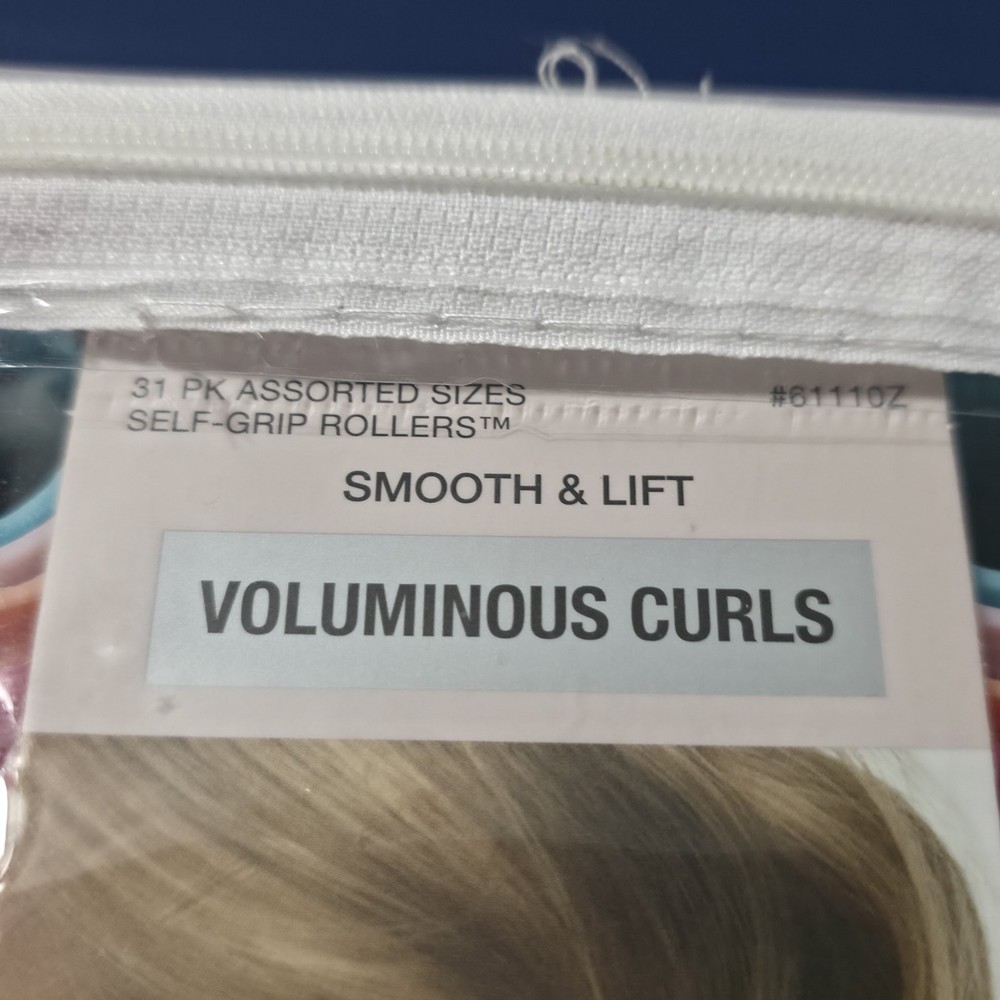 31 PK ASSORTED SIZES #61110Z
SELF-GRIP ROLLERS™
SMOOTH & LIFT
VOLUMINOUS CURLS